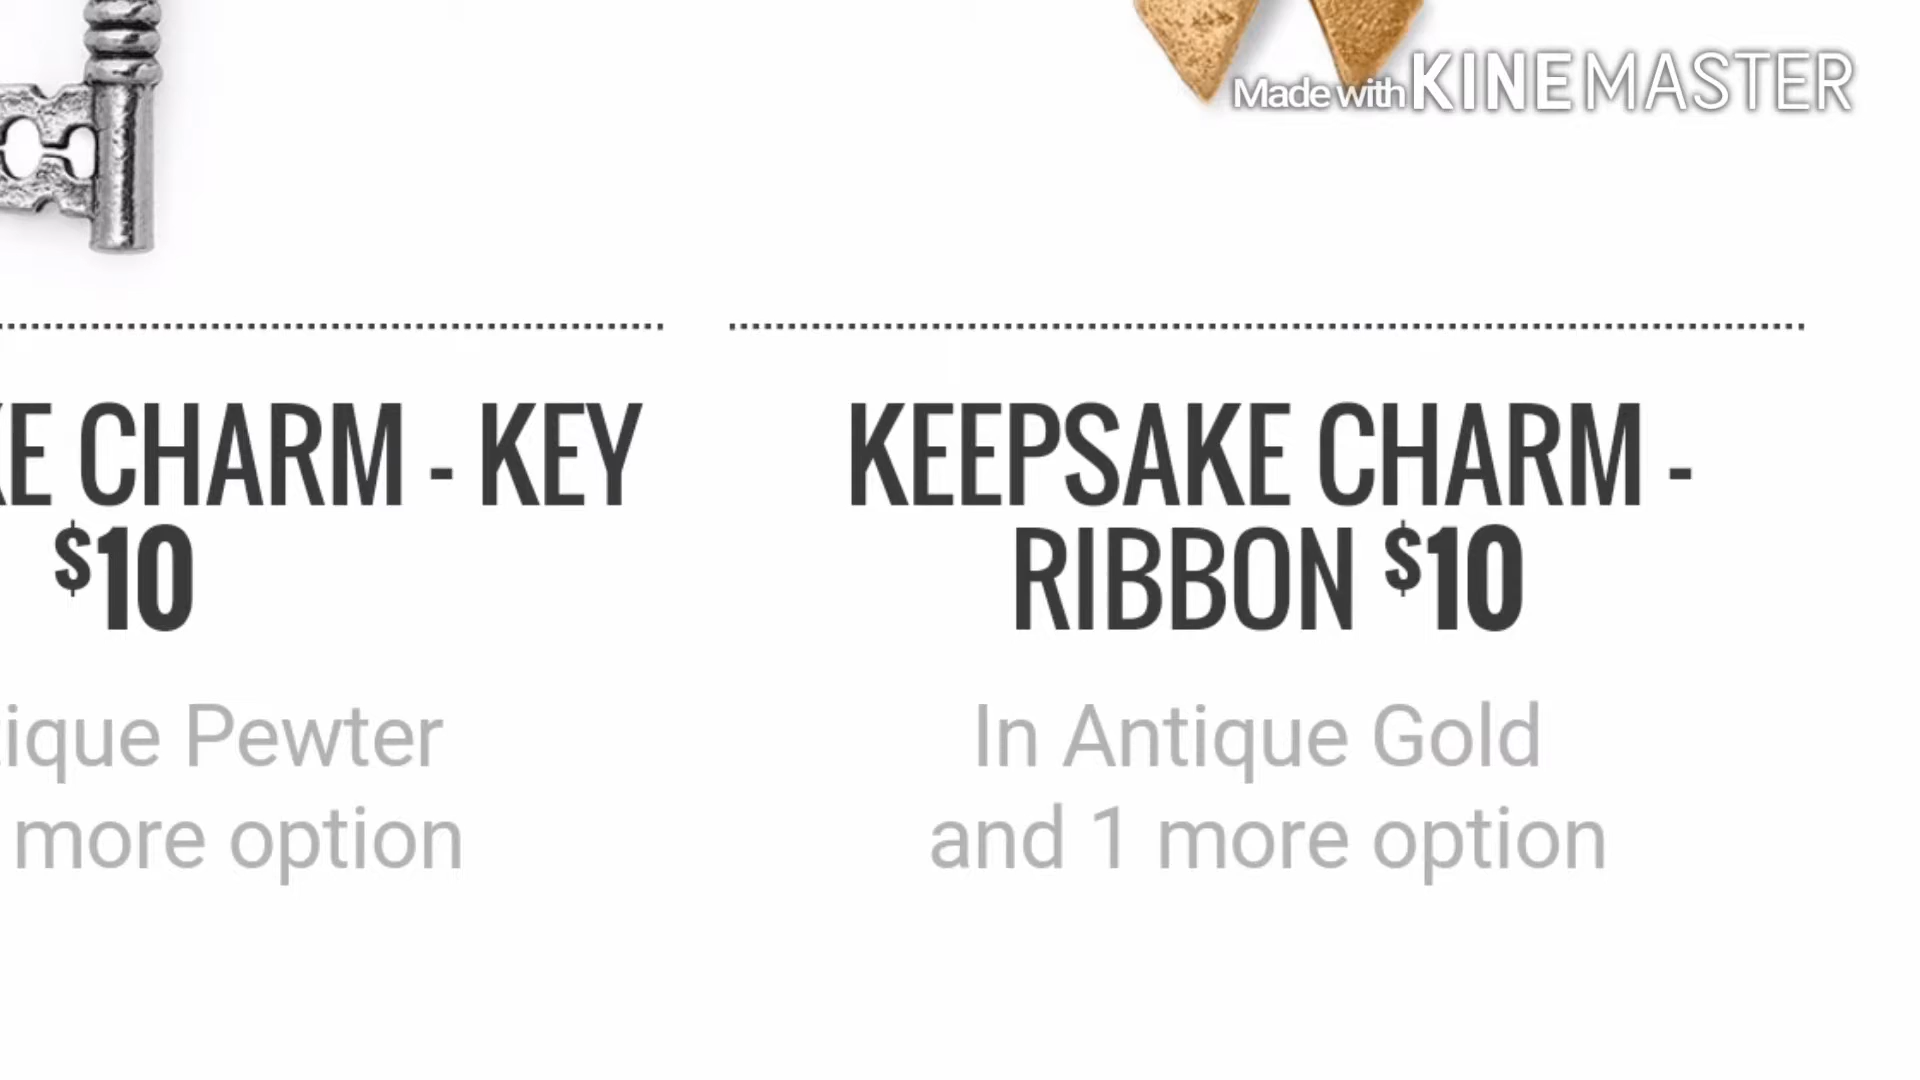 Made with KINEMASTER
CHARM - KEY
$10
Pewter
more option
KEEPSAKE CHARM -
RIBBON $10
In Antique Gold
and 1 more option